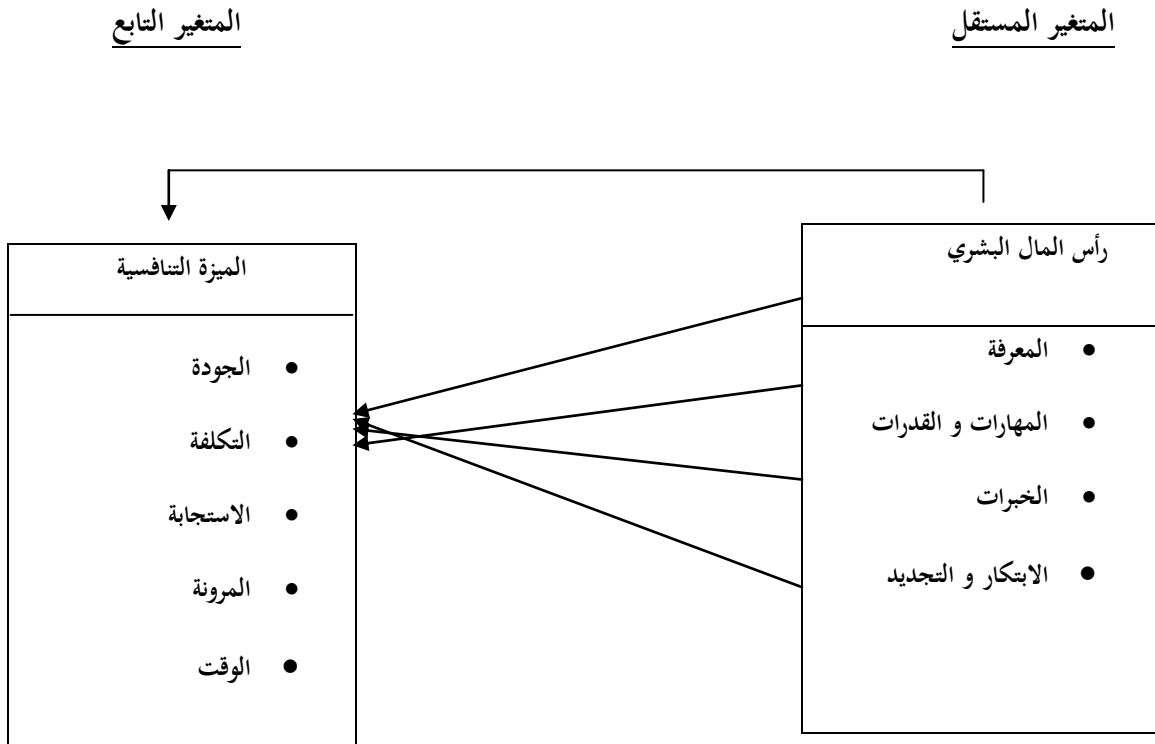 المتغير المستقل
المتغير التابع
رأس المال البشري
المعرفة
المهارات و القدرات
الخبرات
الابتكار و التجديد
الميزة التنافسية
الجودة
التكلفة
الاستجابة
المرونة
الوقت